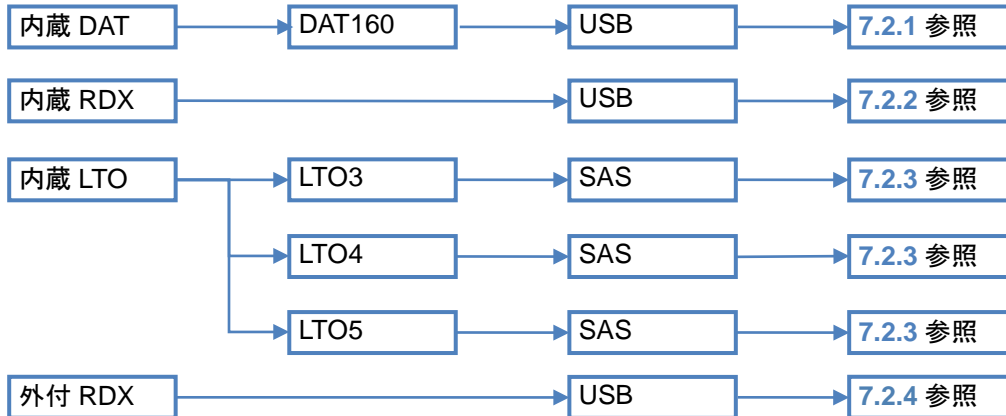 内蔵 DAT DAT160 USB 7.2.1 参照
内蔵 RDX USB 7.2.2 参照
内蔵 LTO LTO3 SAS 7.2.3 参照
LTO4 SAS 7.2.3 参照
LTO5 SAS 7.2.3 参照
外付 RDX USB 7.2.4 参照